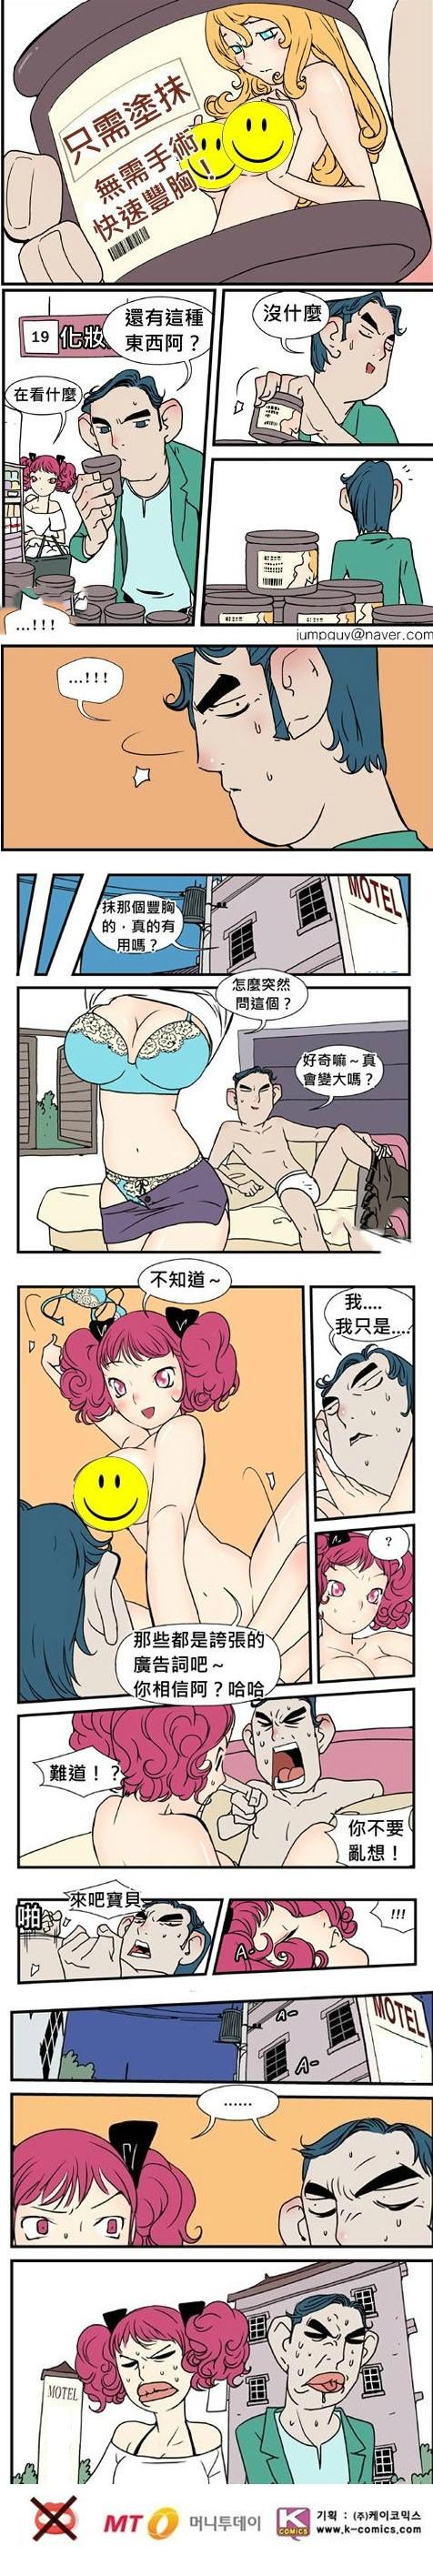 只需塗抹
無需手術
快速豐胸！
19 化妝
還有這種
東西阿？
在看什麼
沒什麼
...!!!
jumpguy@naver.com
...!!!
抹那個豐胸
的，真的有
用嗎？
MOTEL
怎麼突然
問這個？
好奇嘛～真
會變大嗎？
不知道～
我....
我只是....
?
那些都是誇張的
廣告詞吧～
你相信阿？哈哈
難道！？
你不要
亂想！
啪
來吧寶貝
A-
!!!
A-
A-
MOTEL
......
MOTEL
MT 머니투데이
K COMICS
기획 : (주)케이코믹스
www.k-comics.com